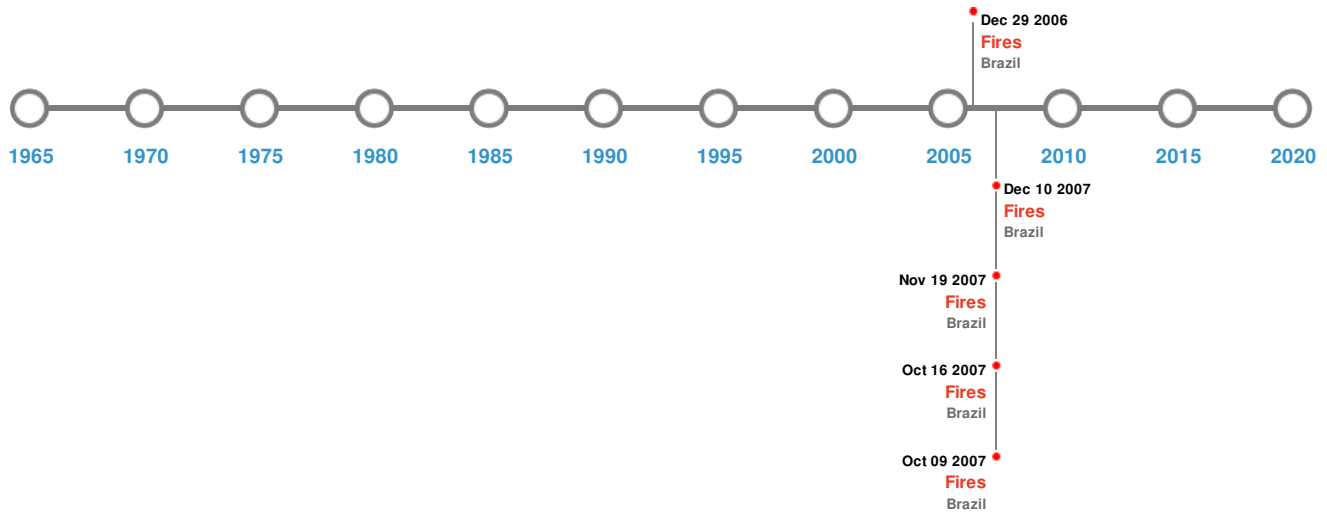 Dec 29 2006
Fires
Brazil
1965 1970 1975 1980 1985 1990 1995 2000 2005 2010 2015 2020
Dec 10 2007
Fires
Brazil
Nov 19 2007
Fires
Brazil
Oct 16 2007
Fires
Brazil
Oct 09 2007
Fires
Brazil